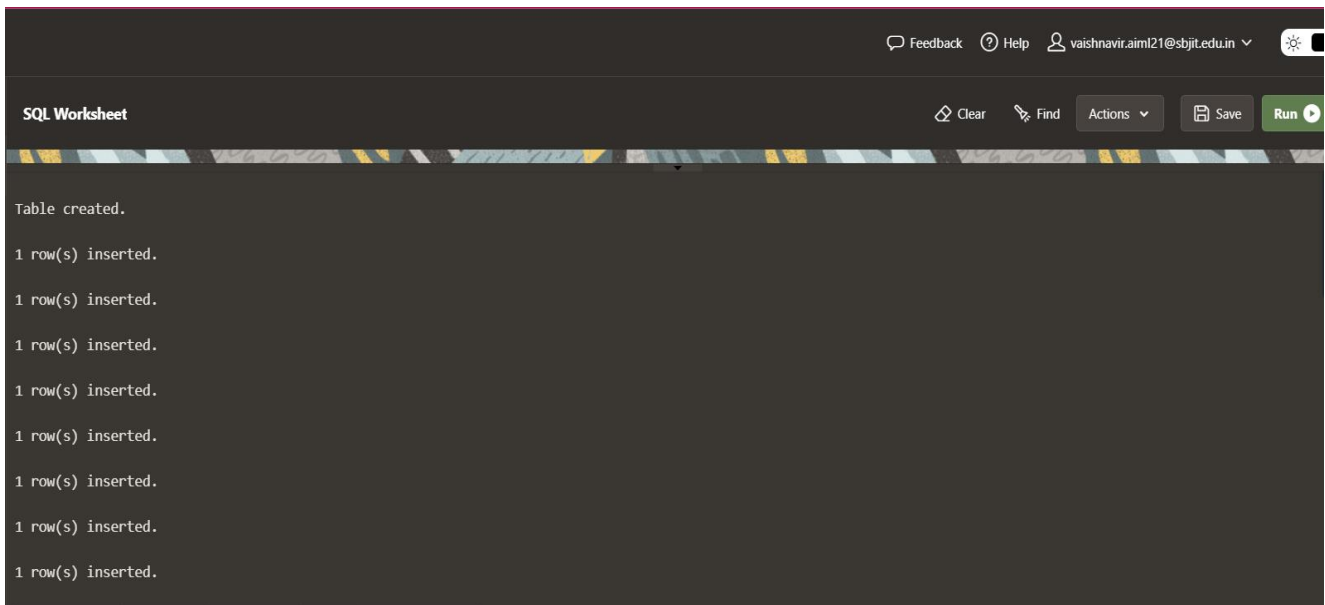 Feedback Help vaishnavir.aiml21@sbjit.edu.in
SQL Worksheet Clear Find Actions Save Run
Table created.
1 row(s) inserted.
1 row(s) inserted.
1 row(s) inserted.
1 row(s) inserted.
1 row(s) inserted.
1 row(s) inserted.
1 row(s) inserted.
1 row(s) inserted.